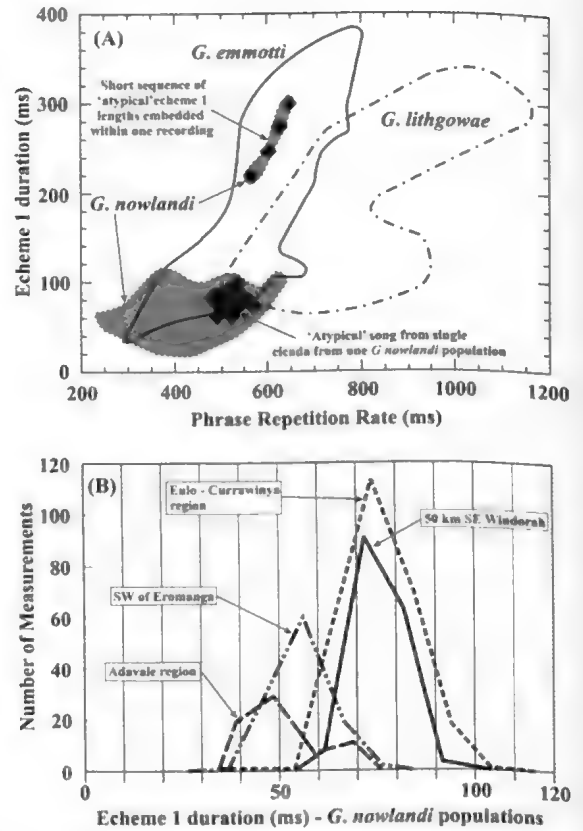 (A)
G. emmotti
Short sequence of
'atypical' echeme 1
lengths embedded
within one recording
G. lithgowae
G. nowlandi
'Atypical' song from single
cicada from one G nowlandi
population
Echeme 1 duration (ms)
400
300
200
100
0
200
400
600
800
1000
1200
Phrase Repetition Rate (ms)
(B)
Eulo - Currawinya
region
50 km SE Windorah
SW of Eromanga
Adavale region
Number of Measurements
120
100
80
60
40
20
0
0
50
100
120
Echeme 1 duration (ms) - G. nowlandi populations